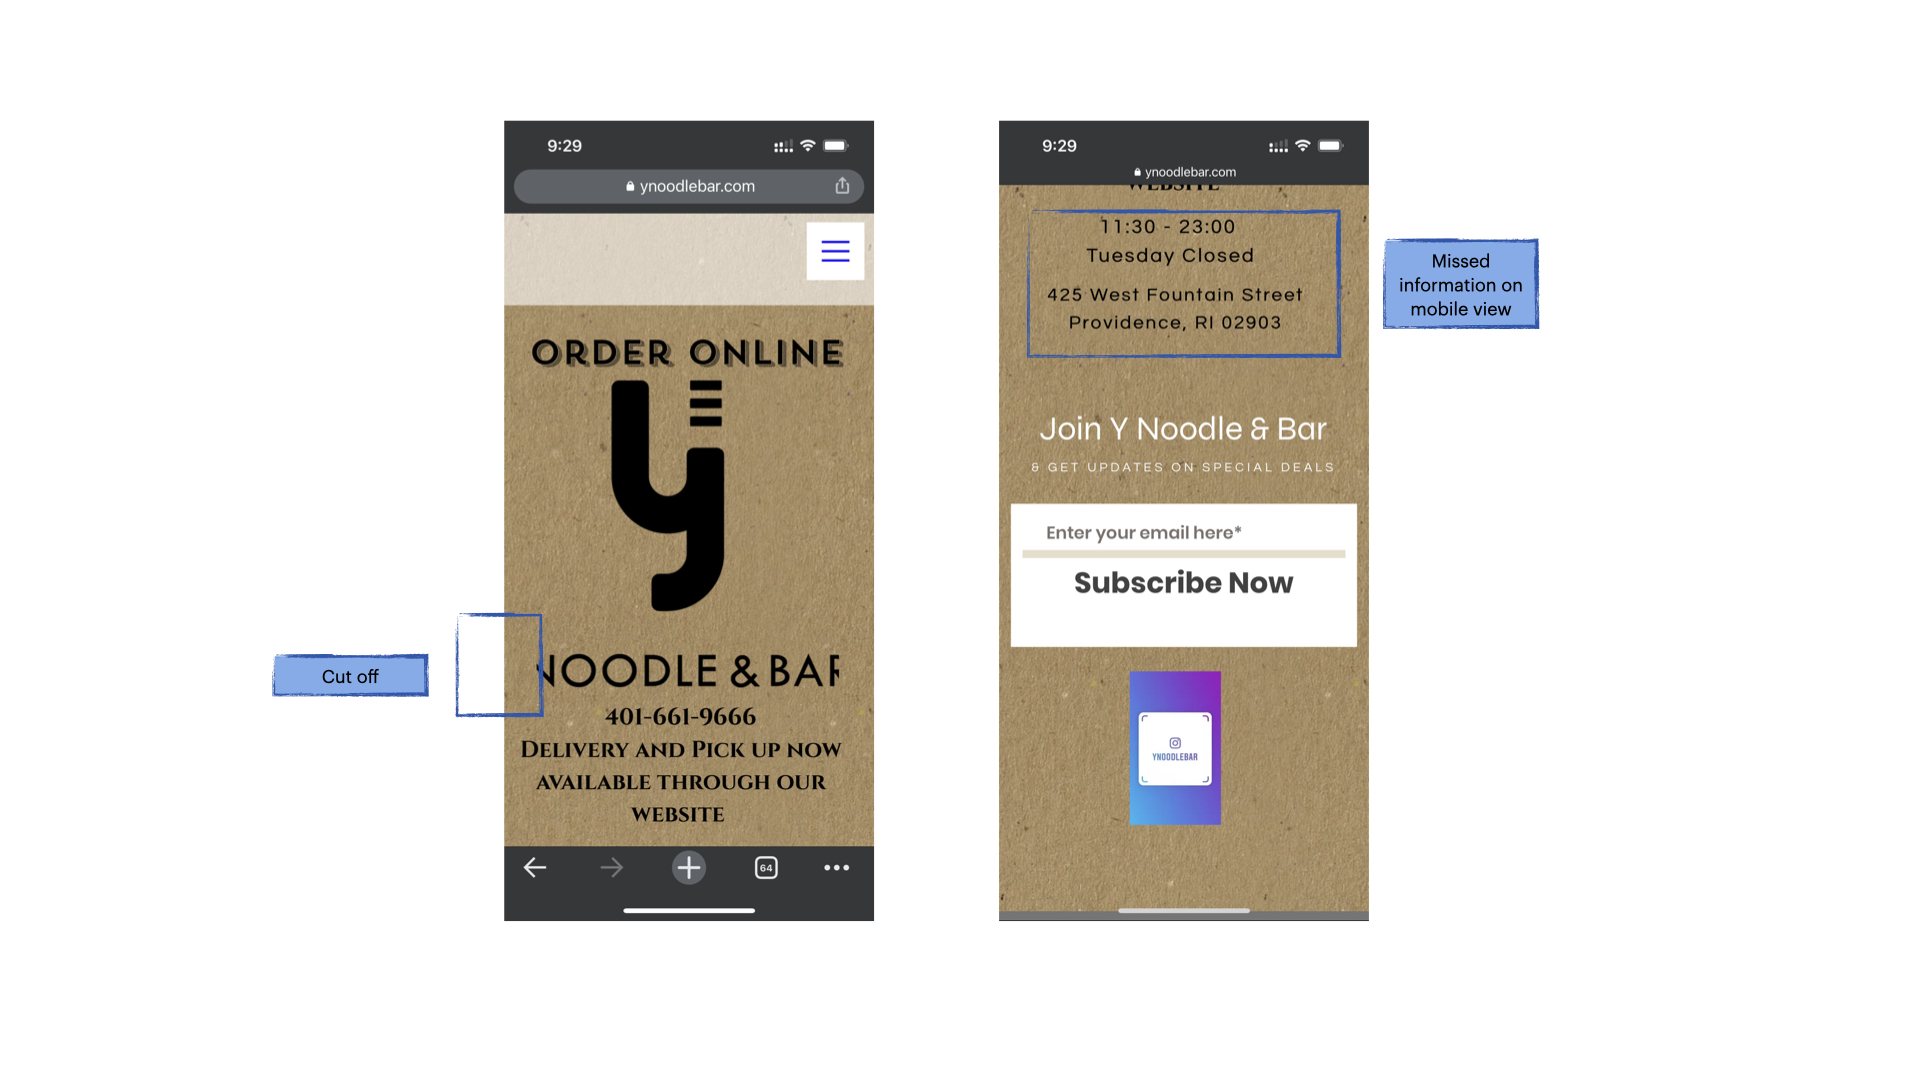 9:29
ynoodlebar.com
ORDER ONLINE
y
NOODLE & BAR
401-661-9666
Delivery and Pick up now
available through our
website
64
Cut off
9:29
ynoodlebar.com
website
11:30 - 23:00
Tuesday Closed
425 West Fountain Street
Providence, RI 02903
Join Y Noodle & Bar
& GET UPDATES ON SPECIAL DEALS
Enter your email here*
Subscribe Now
YNOODLEBAR
Missed
information on
mobile view